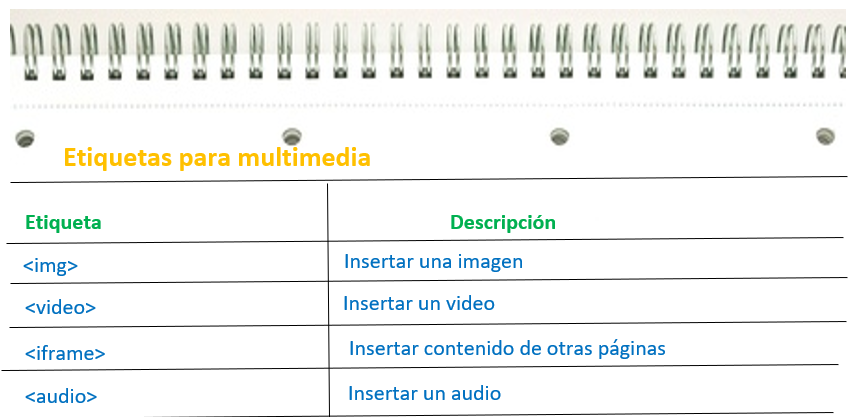 Etiquetas para multimedia
Etiqueta Descripción
<img> Insertar una imagen
<video> Insertar un video
<iframe> Insertar contenido de otras páginas
<audio> Insertar un audio